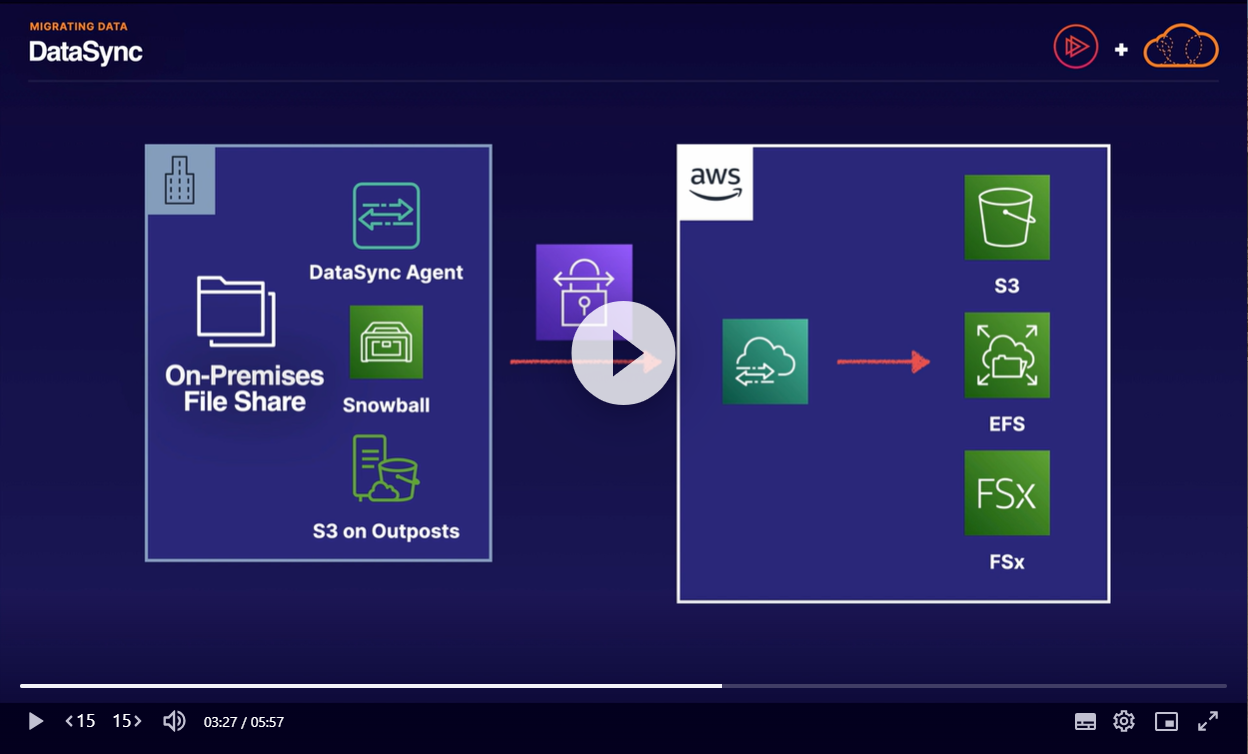 MIGRATING DATA
DataSync
+
aws
DataSync Agent
On-Premises
File Share
Snowball
S3 on Outposts
S3
EFS
FSx
FSx
15
15
03:27 / 05:57